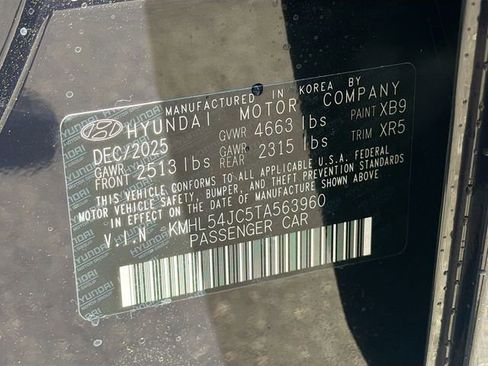 MANUFACTURED IN KOREA BY
HYUNDAI MOTOR COMPANY
DEC/2025 GVWR 4663 lbs PAINT XB9
GAWR FRONT 2513 lbs GAWR REAR 2315 lbs TRIM XR5
THIS VEHICLE CONFORMS TO ALL APPLICABLE U.S.A. FEDERAL
MOTOR VEHICLE SAFETY, BUMPER, AND THEFT PREVENTION STANDARDS
IN EFFECT ON THE DATE OF MANUFACTURE SHOWN ABOVE.
V.I.N. KMHL54JC5TA563960
PASSENGER CAR